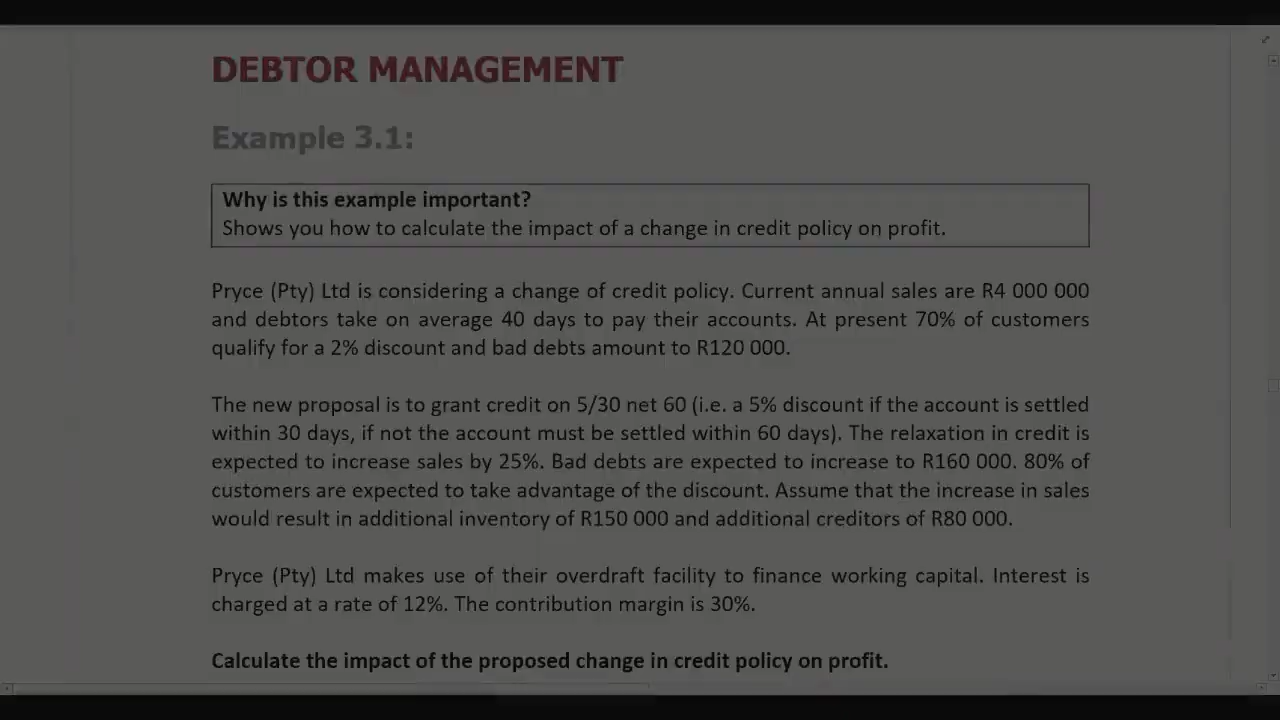 DEBTOR MANAGEMENT
Example 3.1:
Why is this example important?
Shows you how to calculate the impact of a change in credit policy on profit.
Pryce (Pty) Ltd is considering a change of credit policy. Current annual sales are R4 000 000
and debtors take on average 40 days to pay their accounts. At present 70% of customers
qualify for a 2% discount and bad debts amount to R120 000.
The new proposal is to grant credit on 5/30 net 60 (i.e. a 5% discount if the account is settled
within 30 days, if not the account must be settled within 60 days). The relaxation in credit is
expected to increase sales by 25%. Bad debts are expected to increase to R160 000. 80% of
customers are expected to take advantage of the discount. Assume that the increase in sales
would result in additional inventory of R150 000 and additional creditors of R80 000.
Pryce (Pty) Ltd makes use of their overdraft facility to finance working capital. Interest is
charged at a rate of 12%. The contribution margin is 30%.
Calculate the impact of the proposed change in credit policy on profit.